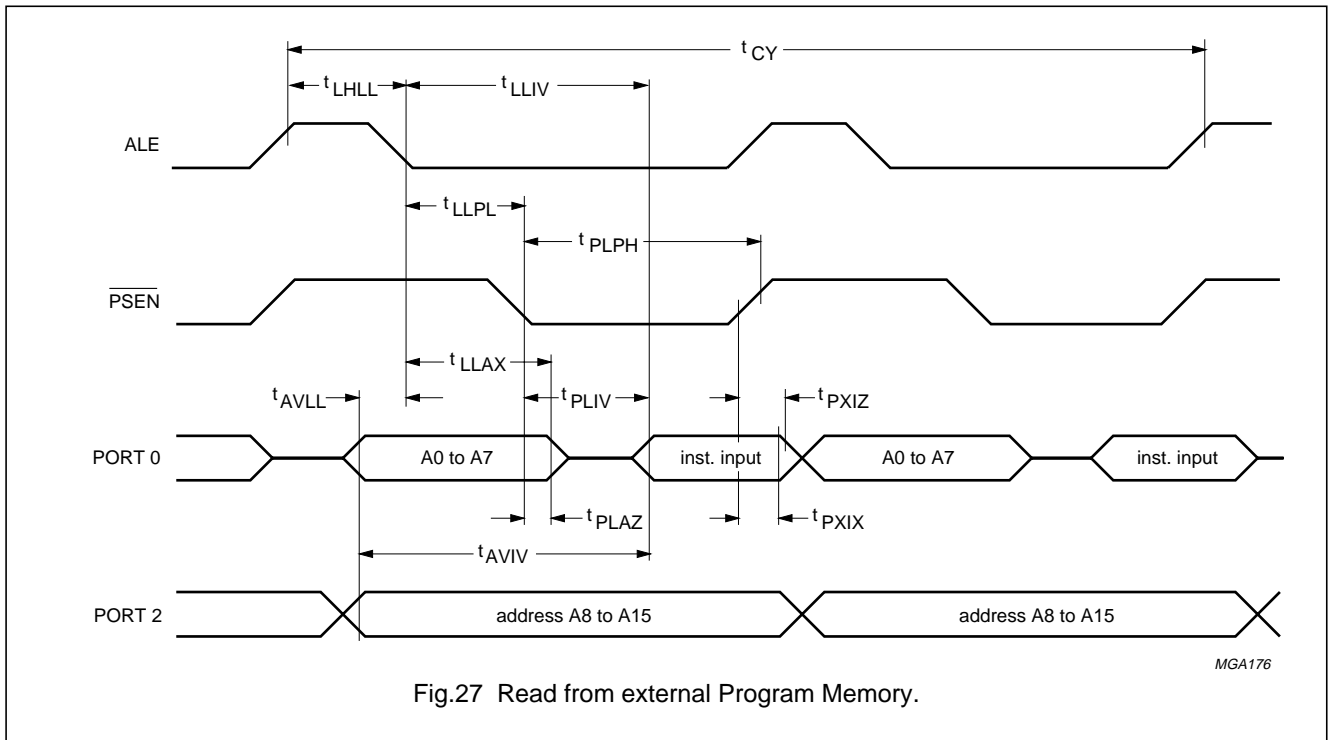 t CY
t LHLL
t LLIV
ALE
t LLPL
t PLPH
PSEN
t LLAX
t AVLL
t PLIV
t PXIZ
PORT 0
A0 to A7
inst. input
A0 to A7
inst. input
t PLAZ
t PXIX
t AVIV
PORT 2
address A8 to A15
address A8 to A15
MGA176
Fig.27 Read from external Program Memory.